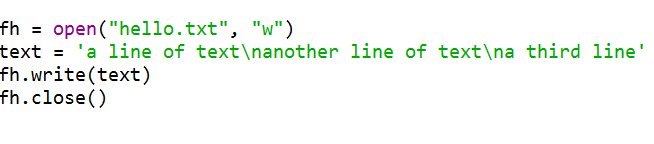 fh = open("hello.txt", "w")
text = 'a line of text\nanother line of text\na third line'
fh.write(text)
fh.close()